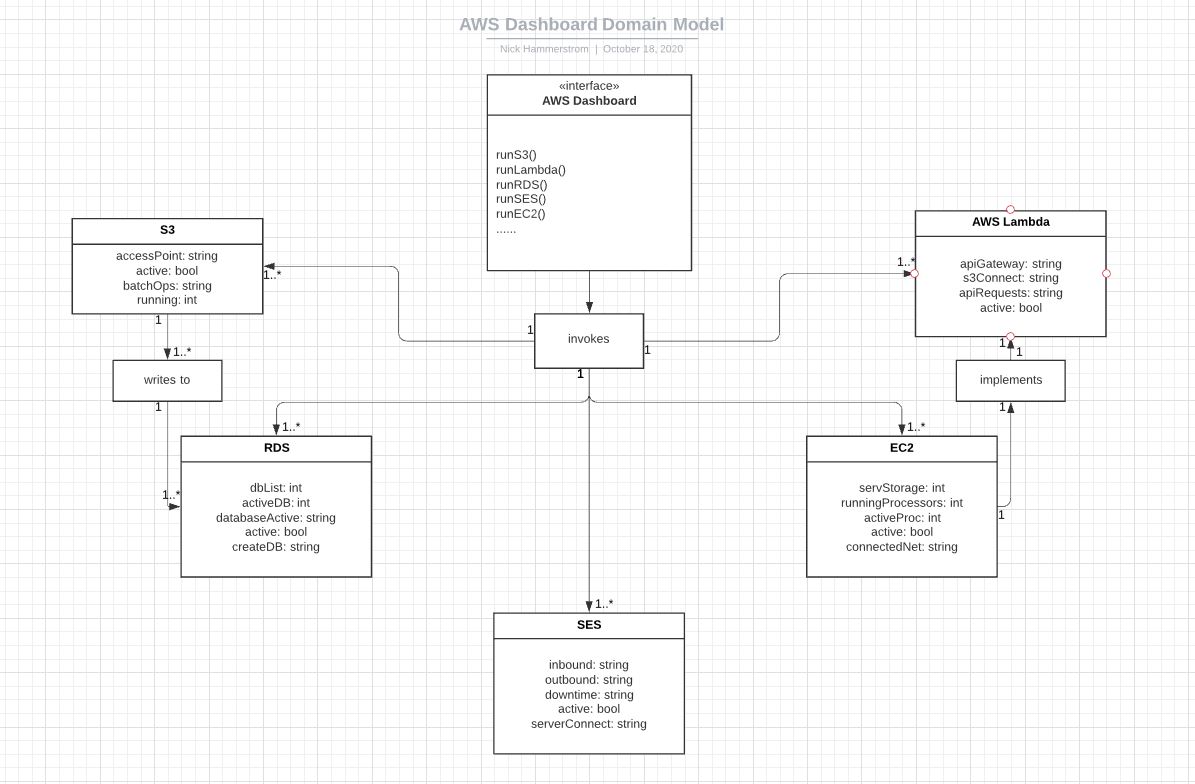 AWS Dashboard Domain Model
Nick Hammerstrom | October 18, 2020
«interface»
AWS Dashboard
runS3()
runLambda()
runRDS()
runSES()
runEC2()
......
S3
accessPoint: string
active: bool
batchOps: string
running: int
1..*
1
1..*
writes to
1
1..*
invokes
1
1
1
AWS Lambda
apiGateway: string
s3Connect: string
apiRequests: string
active: bool
1..*
1
1
implements
1
1
1..*
RDS
dbList: int
activeDB: int
databaseActive: string
active: bool
createDB: string
1..*
EC2
servStorage: int
runningProcessors: int
activeProc: int
active: bool
connectedNet: string
1..*
SES
inbound: string
outbound: string
downtime: string
active: bool
serverConnect: string